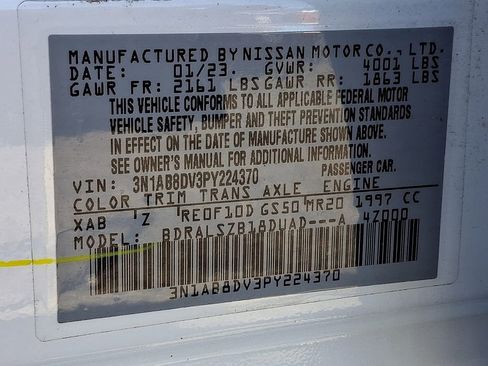 MANUFACTURED BY NISSAN MOTOR CO., LTD.
DATE: 01/23. GVWR: 4001 LBS
GAWR FR: 2161 LBS GAWR RR: 1863 LBS
THIS VEHICLE CONFORMS TO ALL APPLICABLE FEDERAL MOTOR
VEHICLE SAFETY, BUMPER AND THEFT PREVENTION STANDARDS
IN EFFECT ON THE DATE OF MANUFACTURE SHOWN ABOVE.
SEE OWNER'S MANUAL FOR ADDITIONAL INFORMATION.
VIN: 3N1AB8DV3PY224370 PASSENGER CAR.
COLOR TRIM TRANS AXLE ENGINE
XAB Z RE0F10D GS50 MR20 1997 CC
MODEL: BDRALSZB18DUAD---A 4Z000
3N1AB8DV3PY224370